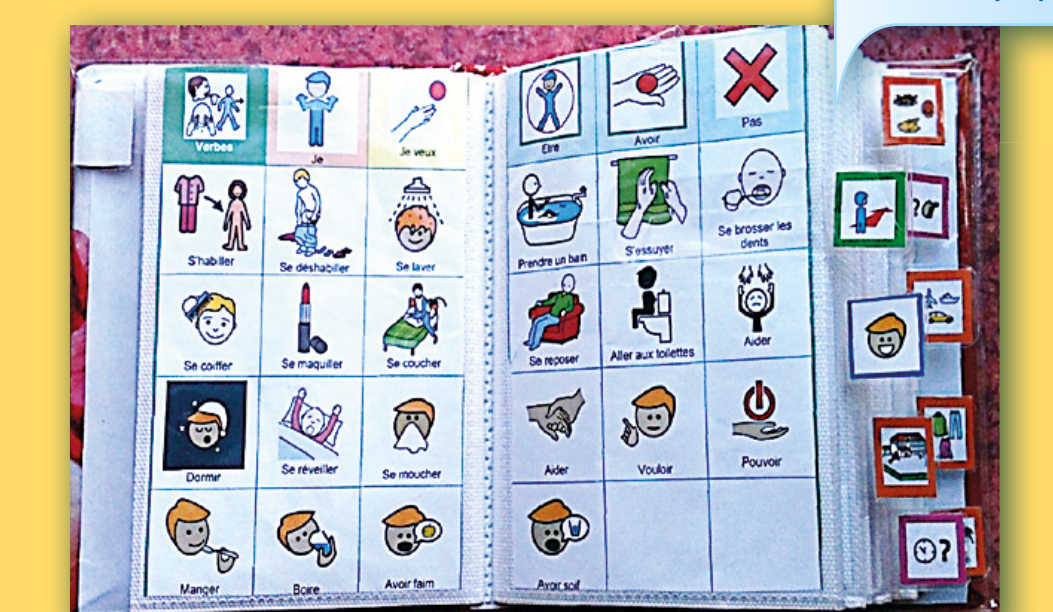 Verbes
Je
Je veux
S'habiller
Se déshabiller
Se laver
Se coiffer
Se maquiller
Se coucher
Dormir
Se réveiller
Se moucher
Manger
Boire
Avoir faim
Etre
Avoir
Pas
Prendre un bain
S'essuyer
Se brosser les
dents
Se reposer
Aller aux toilettes
Aider
Aider
Vouloir
Pouvoir
Avoir soif
?
?